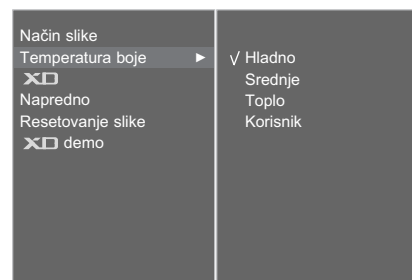 Način slike
Temperatura boje ►
XD
Napredno
Resetovanje slike
XD demo
√ Hladno
Srednje
Toplo
Korisnik